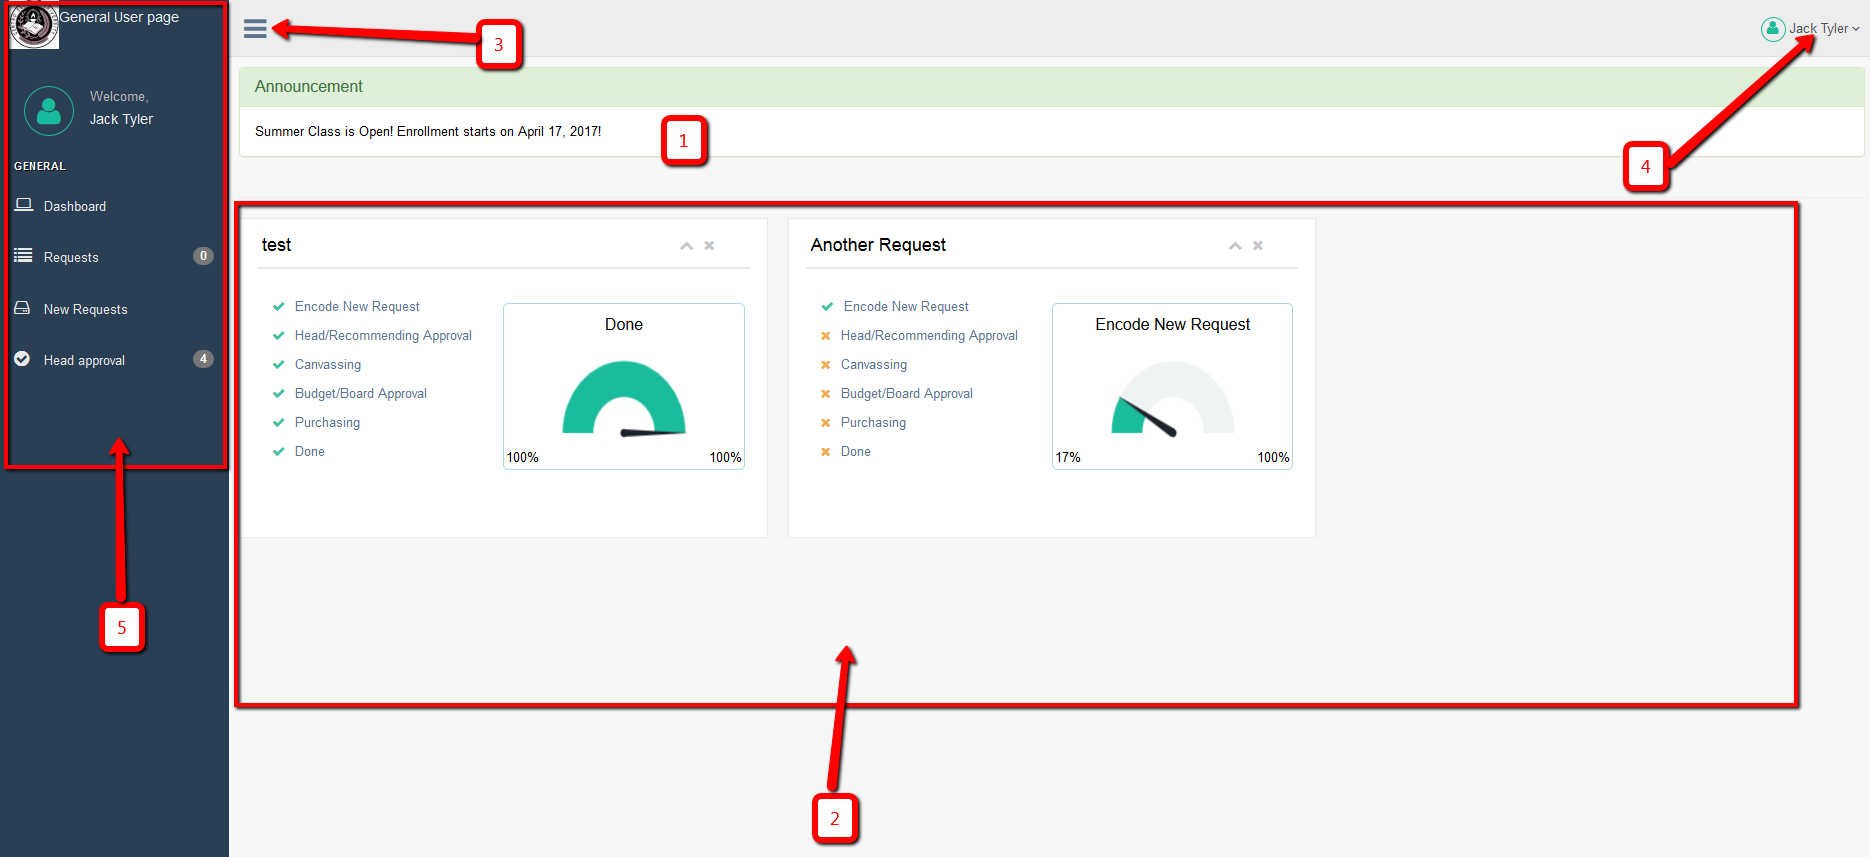 General User page
Welcome,
Jack Tyler
GENERAL
Dashboard
Requests 0
New Requests
Head approval 4
5
3
Jack Tyler
4
Announcement
Summer Class is Open! Enrollment starts on April 17, 2017!
1
test
Encode New Request
Head/Recommending Approval
Canvassing
Budget/Board Approval
Purchasing
Done
Done
100% 100%
Another Request
Encode New Request
Head/Recommending Approval
Canvassing
Budget/Board Approval
Purchasing
Done
Encode New Request
17% 100%
2